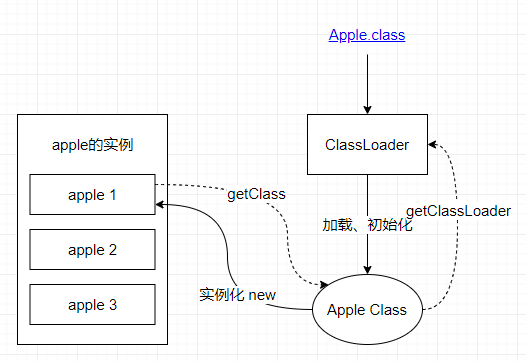 Apple.class
apple的实例
ClassLoader
apple 1
getClass
getClassLoader
加载、初始化
apple 2
实例化 new
apple 3
Apple Class